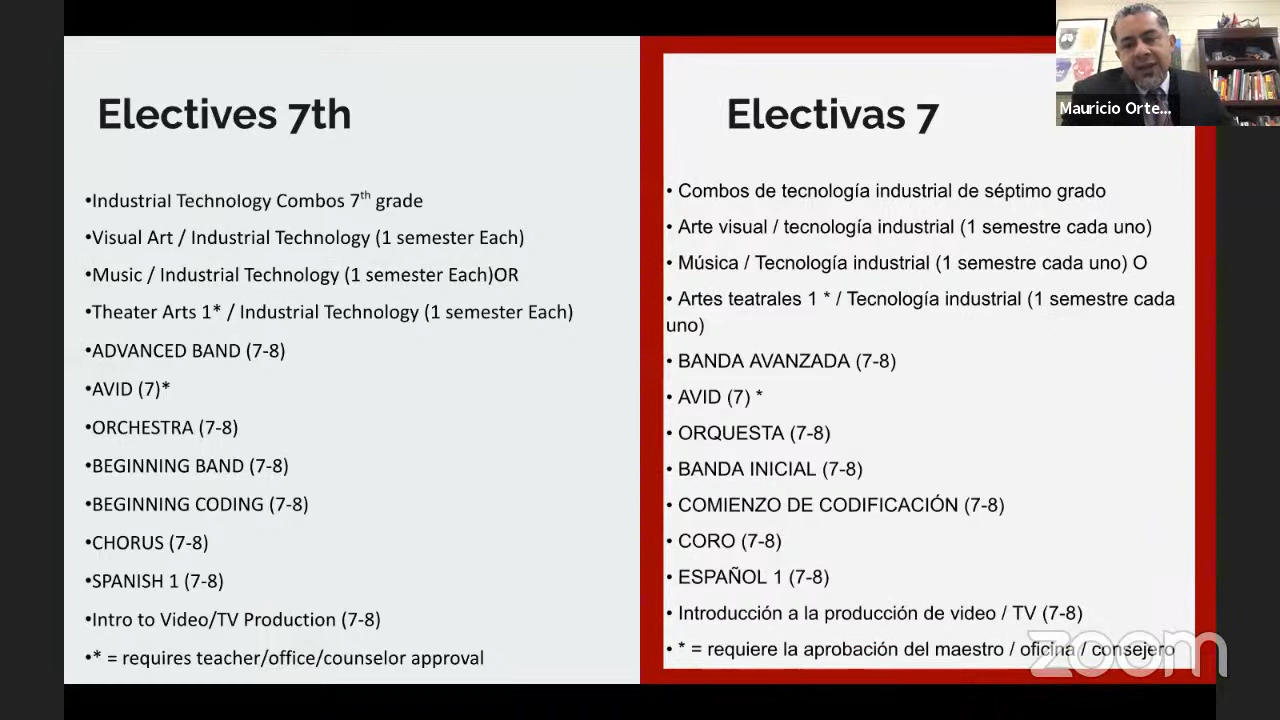 Electives 7th
•Industrial Technology Combos 7th grade
•Visual Art / Industrial Technology (1 semester Each)
•Music / Industrial Technology (1 semester Each)OR
•Theater Arts 1* / Industrial Technology (1 semester Each)
•ADVANCED BAND (7-8)
•AVID (7)*
•ORCHESTRA (7-8)
•BEGINNING BAND (7-8)
•BEGINNING CODING (7-8)
•CHORUS (7-8)
•SPANISH 1 (7-8)
•Intro to Video/TV Production (7-8)
•* = requires teacher/office/counselor approval
Electivas 7
• Combos de tecnología industrial de séptimo grado
• Arte visual / tecnología industrial (1 semestre cada uno)
• Música / Tecnología industrial (1 semestre cada uno) O
• Artes teatrales 1 * / Tecnología industrial (1 semestre cada
uno)
• BANDA AVANZADA (7-8)
• AVID (7) *
• ORQUESTA (7-8)
• BANDA INICIAL (7-8)
• COMIENZO DE CODIFICACIÓN (7-8)
• CORO (7-8)
• ESPAÑOL 1 (7-8)
• Introducción a la producción de video / TV (7-8)
• * = requiere la aprobación del maestro / oficina / consejero
Mauricio Orte...
zoom